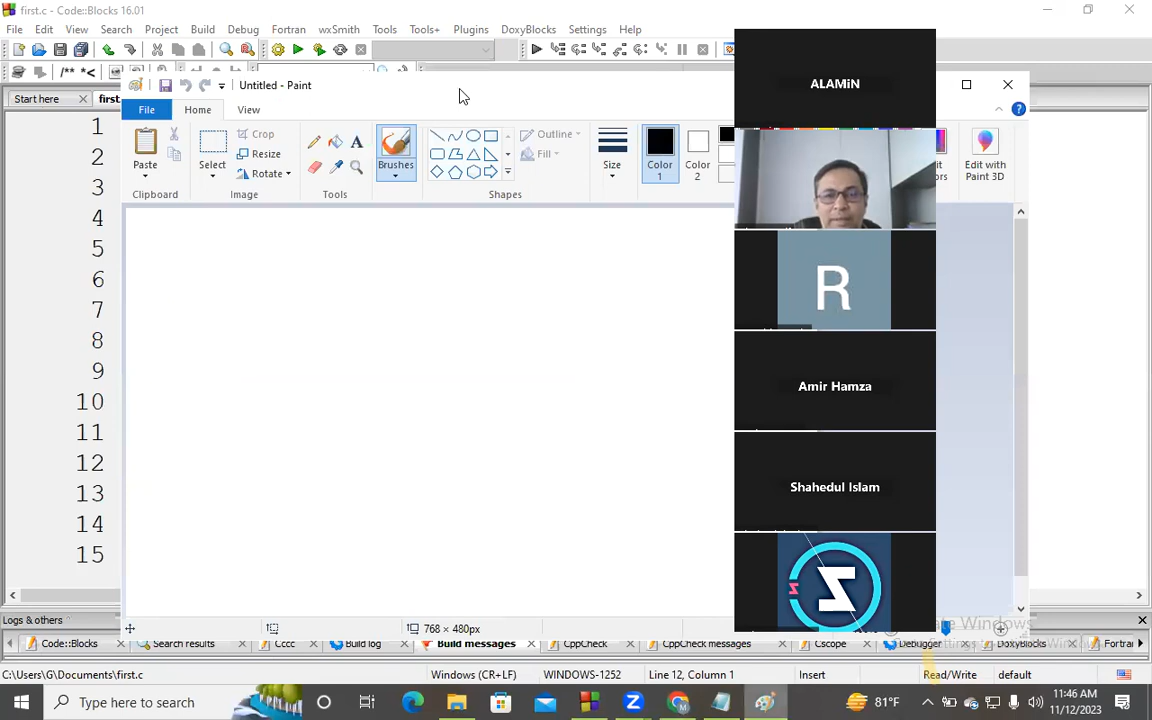 first.c - Code::Blocks 16.01
File Edit View Search Project Build Debug Fortran wxSmith Tools Tools+ Plugins DoxyBlocks Settings Help
/** *<
Start here
first
Untitled - Paint
File Home View
Paste
Clipboard
Select
Crop
Resize
Rotate
Image
A
Tools
Brushes
Outline
Fill
Shapes
Size
Color 1
Color 2
Edit with Paint 3D
1
2
3
4
5
6
7
8
9
10
11
12
13
14
15
ALAMiN
R
Amir Hamza
Shahedul Islam
768 × 480px
Logs & others
Code::Blocks Search results Cccc Build log Build messages CppCheck CppCheck messages Cscope Debugger DoxyBlocks Fortran
C:\Users\G\Documents\first.c Windows (CR+LF) WINDOWS-1252 Line 12, Column 1 Insert Read/Write default
Type here to search
81°F
11:46 AM
11/12/2023